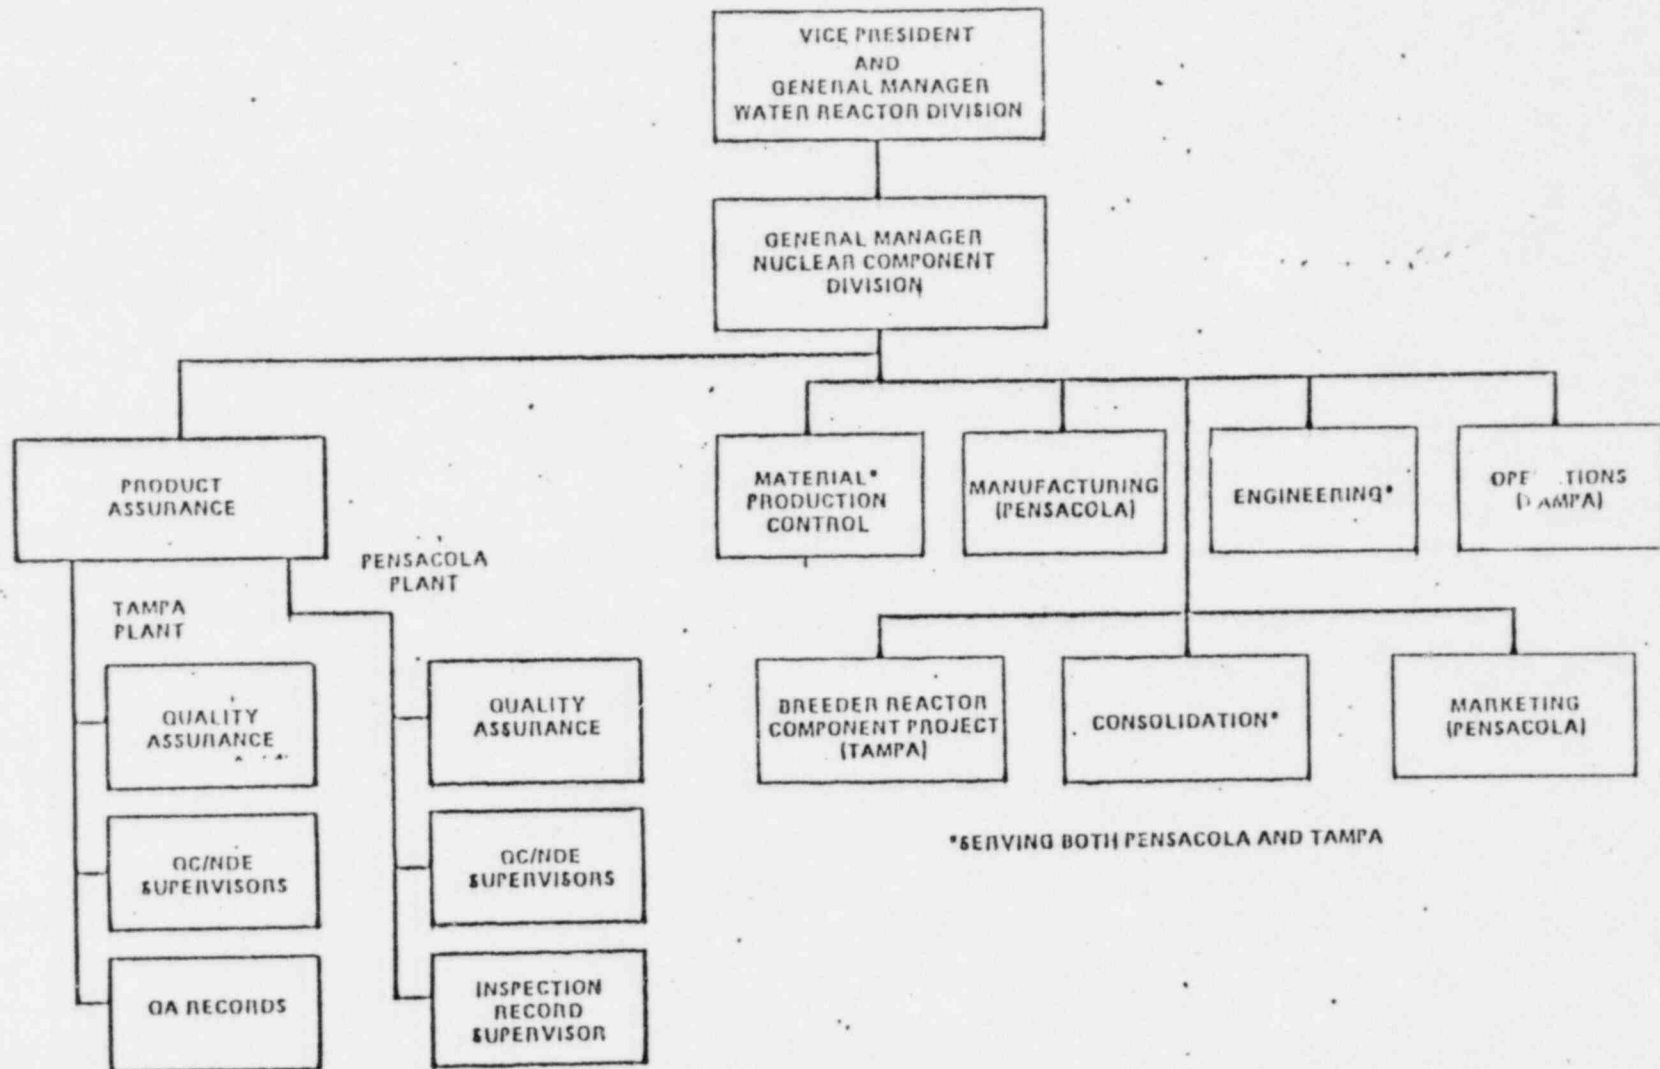 VICE PRESIDENT
AND
GENERAL MANAGER
WATER REACTOR DIVISION
GENERAL MANAGER
NUCLEAR COMPONENT
DIVISION
PRODUCT
ASSURANCE
MATERIAL*
PRODUCTION
CONTROL
MANUFACTURING
(PENSACOLA)
ENGINEERING*
TAMPA
PLANT
PENSACOLA
PLANT
QUALITY
ASSURANCE
QC/NDE
SUPERVISORS
QA RECORDS
QUALITY
ASSURANCE
QC/NDE
SUPERVISORS
INSPECTION
RECORD
SUPERVISOR
BREEDER REACTOR
COMPONENT PROJECT
(TAMPA)
CONSOLIDATION*
MARKETING
(PENSACOLA)
*SERVING BOTH PENSACOLA AND TAMPA